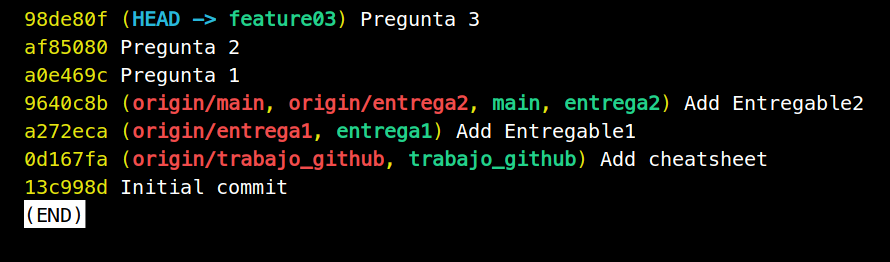 98de80f (HEAD -> feature03) Pregunta 3
af85080 Pregunta 2
a0e469c Pregunta 1
9640c8b (origin/main, origin/entrega2, main, entrega2) Add Entregable2
a272eca (origin/entrega1, entrega1) Add Entregable1
0d167fa (origin/trabajo_github, trabajo_github) Add cheatsheet
13c998d Initial commit
(END)